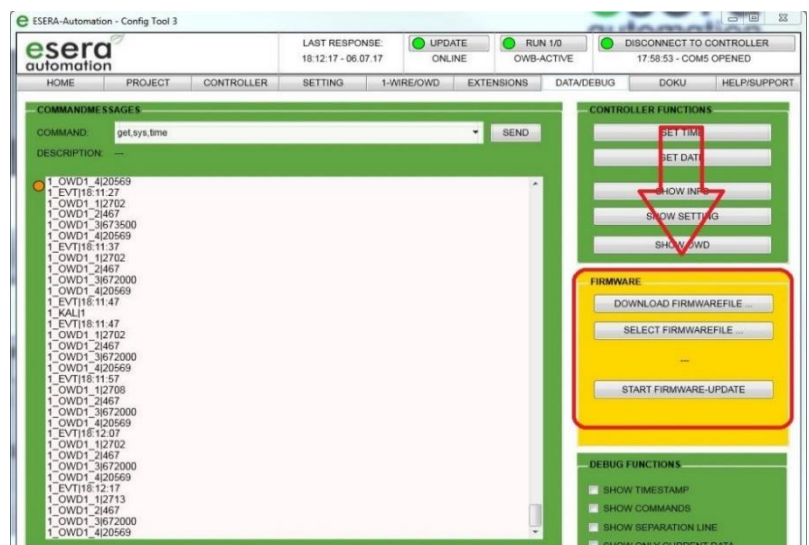 ESERA-Automation - Config Tool 3
esera
automation
LAST RESPONSE:
18:12:17 - 06.07.17
UPDATE
ONLINE
RUN 1/0
OWB-ACTIVE
DISCONNECT TO CONTROLLER
17:58:53 - COM5 OPENED
HOME PROJECT CONTROLLER SETTING 1-WIRE/OWD EXTENSIONS DATA/DEBUG DOKU HELP/SUPPORT
COMMANDMESSAGES
COMMAND: get,sys,time SEND
DESCRIPTION: ---
1_OWD1_4|20569
1_EVT|18:11:27
1_OWD1_1|2702
1_OWD1_2|467
1_OWD1_3|673500
1_OWD1_4|20569
1_EVT|18:11:37
1_OWD1_1|2702
1_OWD1_2|467
1_OWD1_3|672000
1_OWD1_4|20569
1_EVT|18:11:47
1_KAL|1
1_EVT|18:11:47
1_OWD1_1|2702
1_OWD1_2|467
1_OWD1_3|672000
1_OWD1_4|20569
1_EVT|18:11:57
1_OWD1_1|2708
1_OWD1_2|467
1_OWD1_3|672000
1_OWD1_4|20569
1_EVT|18:12:07
1_OWD1_1|2702
1_OWD1_2|467
1_OWD1_3|672000
1_OWD1_4|20569
1_EVT|18:12:17
1_OWD1_1|2713
1_OWD1_2|467
1_OWD1_3|672000
1_OWD1_4|20569
CONTROLLER FUNCTIONS
SET TIME
SET DATE
SHOW INFO
SHOW SETTING
SHOW OWD
FIRMWARE
DOWNLOAD FIRMWAREFILE ...
SELECT FIRMWAREFILE ...
---
START FIRMWARE-UPDATE
DEBUG FUNCTIONS
SHOW TIMESTAMP
SHOW COMMANDS
SHOW SEPARATION LINE
SHOW ONLY CURRENT DATA